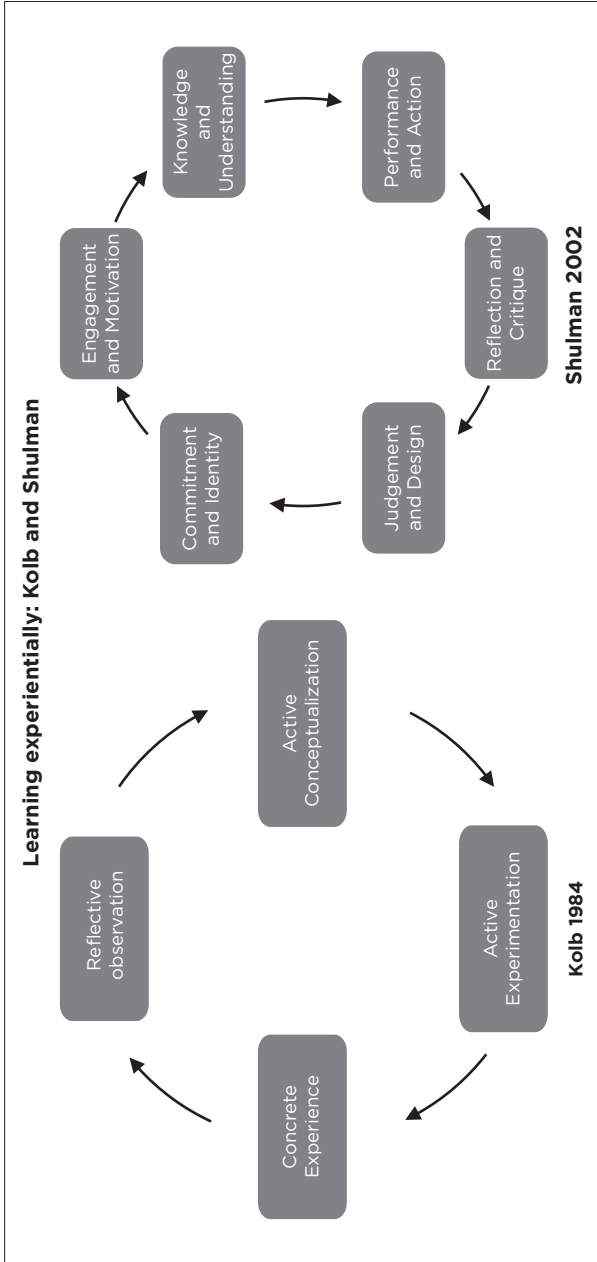 Learning experientially: Kolb and Shulman
Reflective
observation
Active
Conceptualization
Active
Experimentation
Concrete
Experience
Kolb 1984
Engagement
and Motivation
Knowledge
and
Understanding
Performance
and Action
Reflection and
Critique
Judgement
and Design
Commitment
and Identity
Shulman 2002